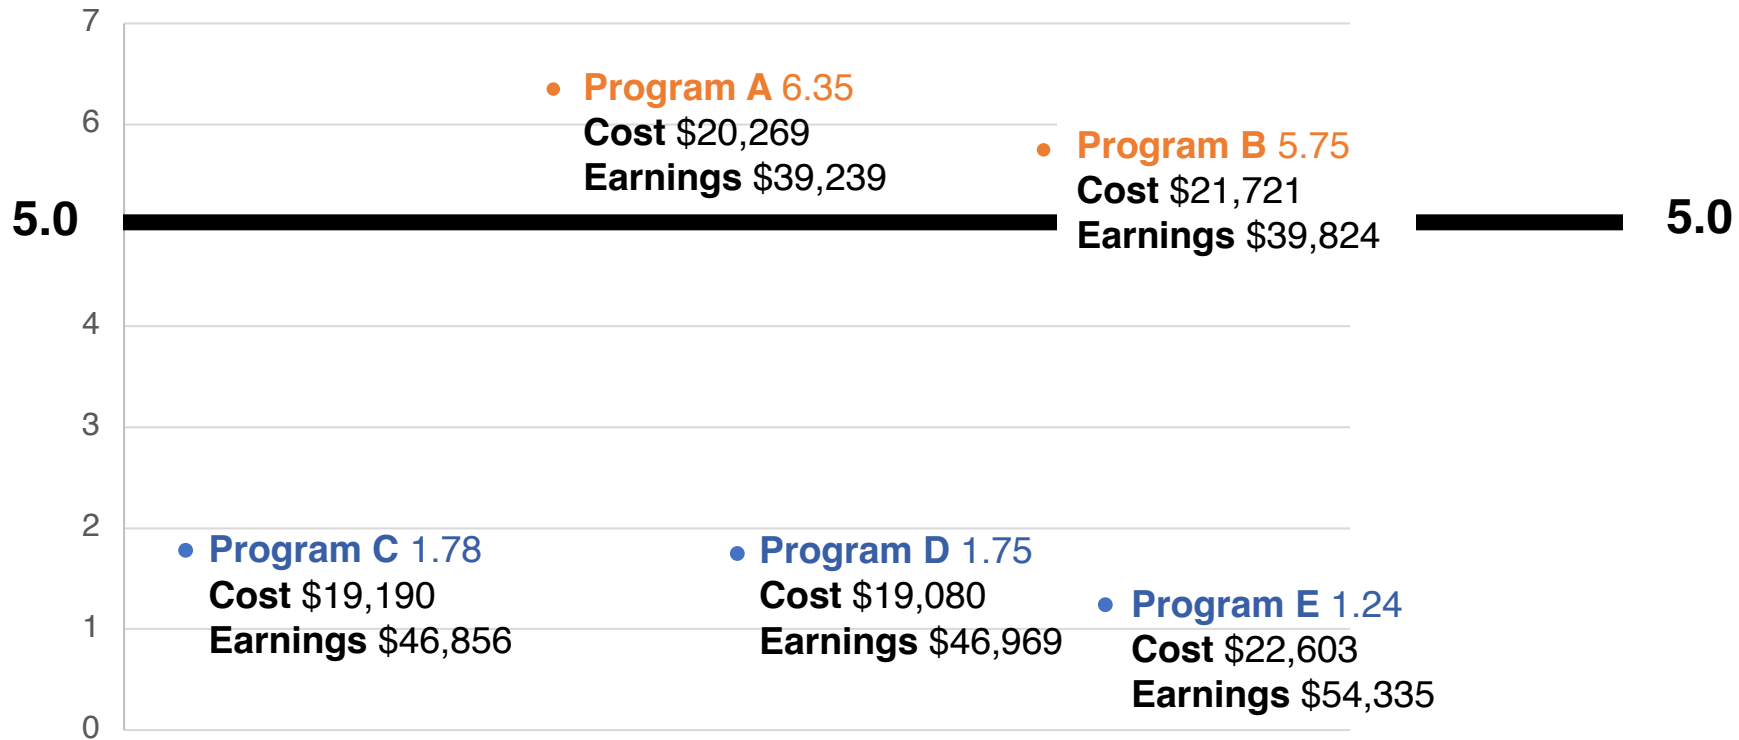 7
Program A 6.35
6
Cost $20,269
Earnings $39,239
Program B 5.75
Cost $21,721
Earnings $39,824
5.0
5.0
4
3
2
Program C 1.78
Cost $19,190
Earnings $46,856
Program D 1.75
Cost $19,080
Earnings $46,969
Program E 1.24
Cost $22,603
Earnings $54,335
1
0